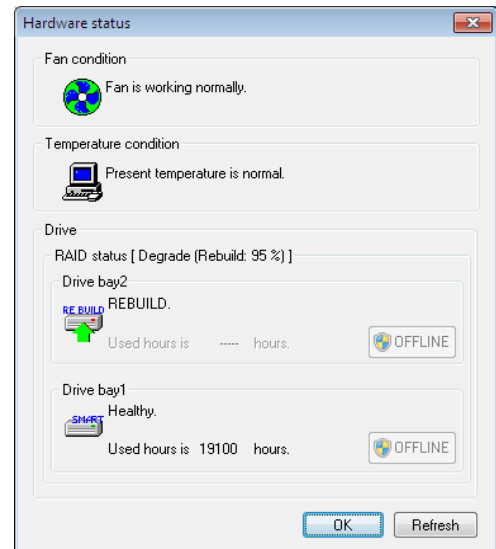 Hardware status
Fan condition
Fan is working normally.
Temperature condition
Present temperature is normal.
Drive
RAID status [ Degrade (Rebuild: 95 %) ]
Drive bay2
RE BUILD
REBUILD.
Used hours is ----- hours.
OFFLINE
Drive bay1
SMART
Healthy.
Used hours is 19100 hours.
OFFLINE
OK
Refresh